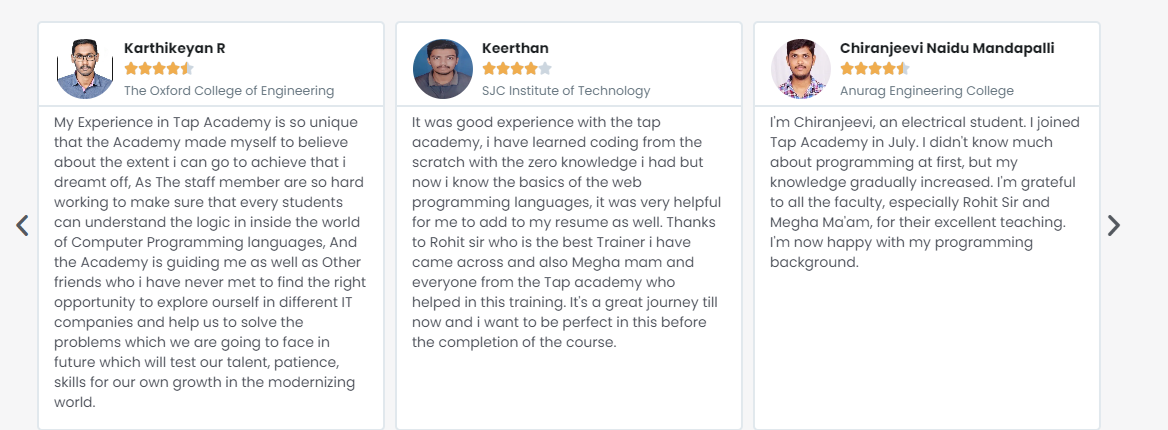 Karthikeyan R
The Oxford College of Engineering
My Experience in Tap Academy is so unique
that the Academy made myself to believe
about the extent i can go to achieve that i
dreamt off, As The staff member are so hard
working to make sure that every students
can understand the logic in inside the world
of Computer Programming languages, And
the Academy is guiding me as well as Other
friends who i have never met to find the right
opportunity to explore ourself in different IT
companies and help us to solve the
problems which we are going to face in
future which will test our talent, patience,
skills for our own growth in the modernizing
world.
Keerthan
SJC Institute of Technology
It was good experience with the tap
academy, i have learned coding from the
scratch with the zero knowledge i had but
now i know the basics of the web
programming languages, it was very helpful
for me to add to my resume as well. Thanks
to Rohit sir who is the best Trainer i have
came across and also Megha mam and
everyone from the Tap academy who
helped in this training. It's a great journey till
now and i want to be perfect in this before
the completion of the course.
Chiranjeevi Naidu Mandapalli
Anurag Engineering College
I'm Chiranjeevi, an electrical student. I joined
Tap Academy in July. I didn't know much
about programming at first, but my
knowledge gradually increased. I'm grateful
to all the faculty, especially Rohit Sir and
Megha Ma'am, for their excellent teaching.
I'm now happy with my programming
background.